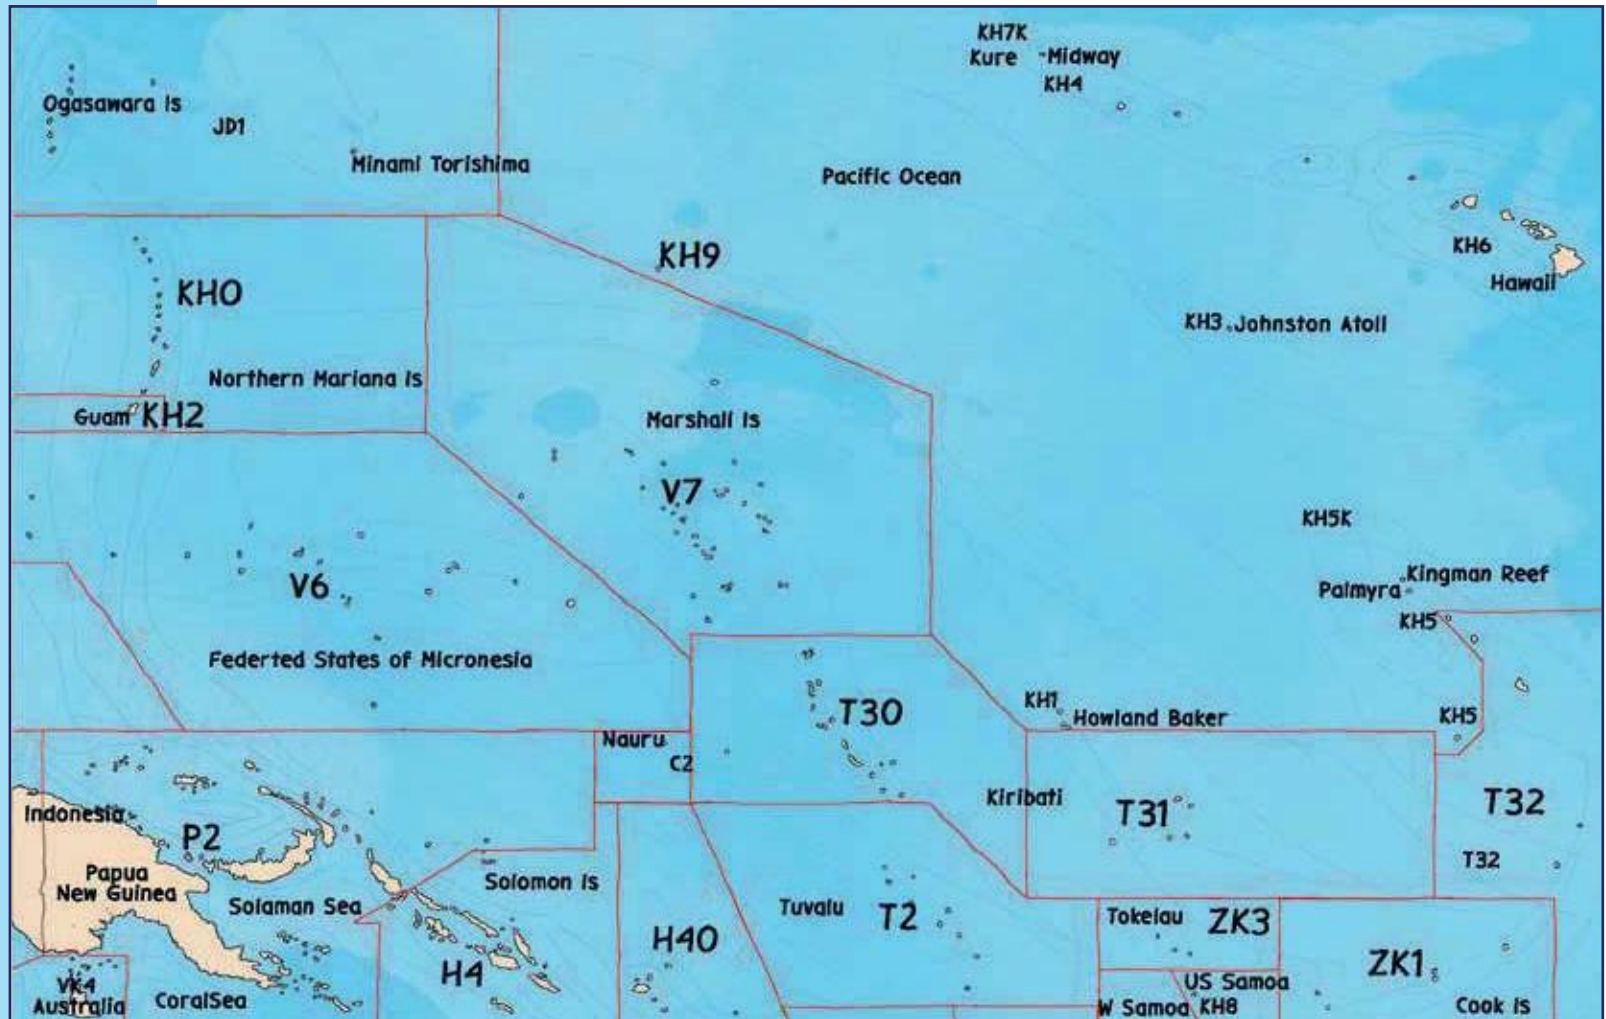 KH7K
Kure
Midway
KH4
Ogasawara Is
JD1
Minami Torishima
Pacific Ocean
KH9
KH6
Hawaii
KH0
KH3
Johnston Atoll
Northern Mariana Is
Guam
KH2
Marshall Is
V7
KH5K
V6
Kingman Reef
Palmyra
KH5
Federted States of Micronesia
T30
KH1
Howland Baker
KH5
Nauru
C2
Kiribati
T31
T32
Indonesia
P2
T32
Papua
New Guinea
Solomon Is
Solaman Sea
Tuvalu
T2
Tokelau
ZK3
H40
H4
ZK1
US Samoa
VK4
Australia
CoralSea
W Samoa
KH8
Cook Is